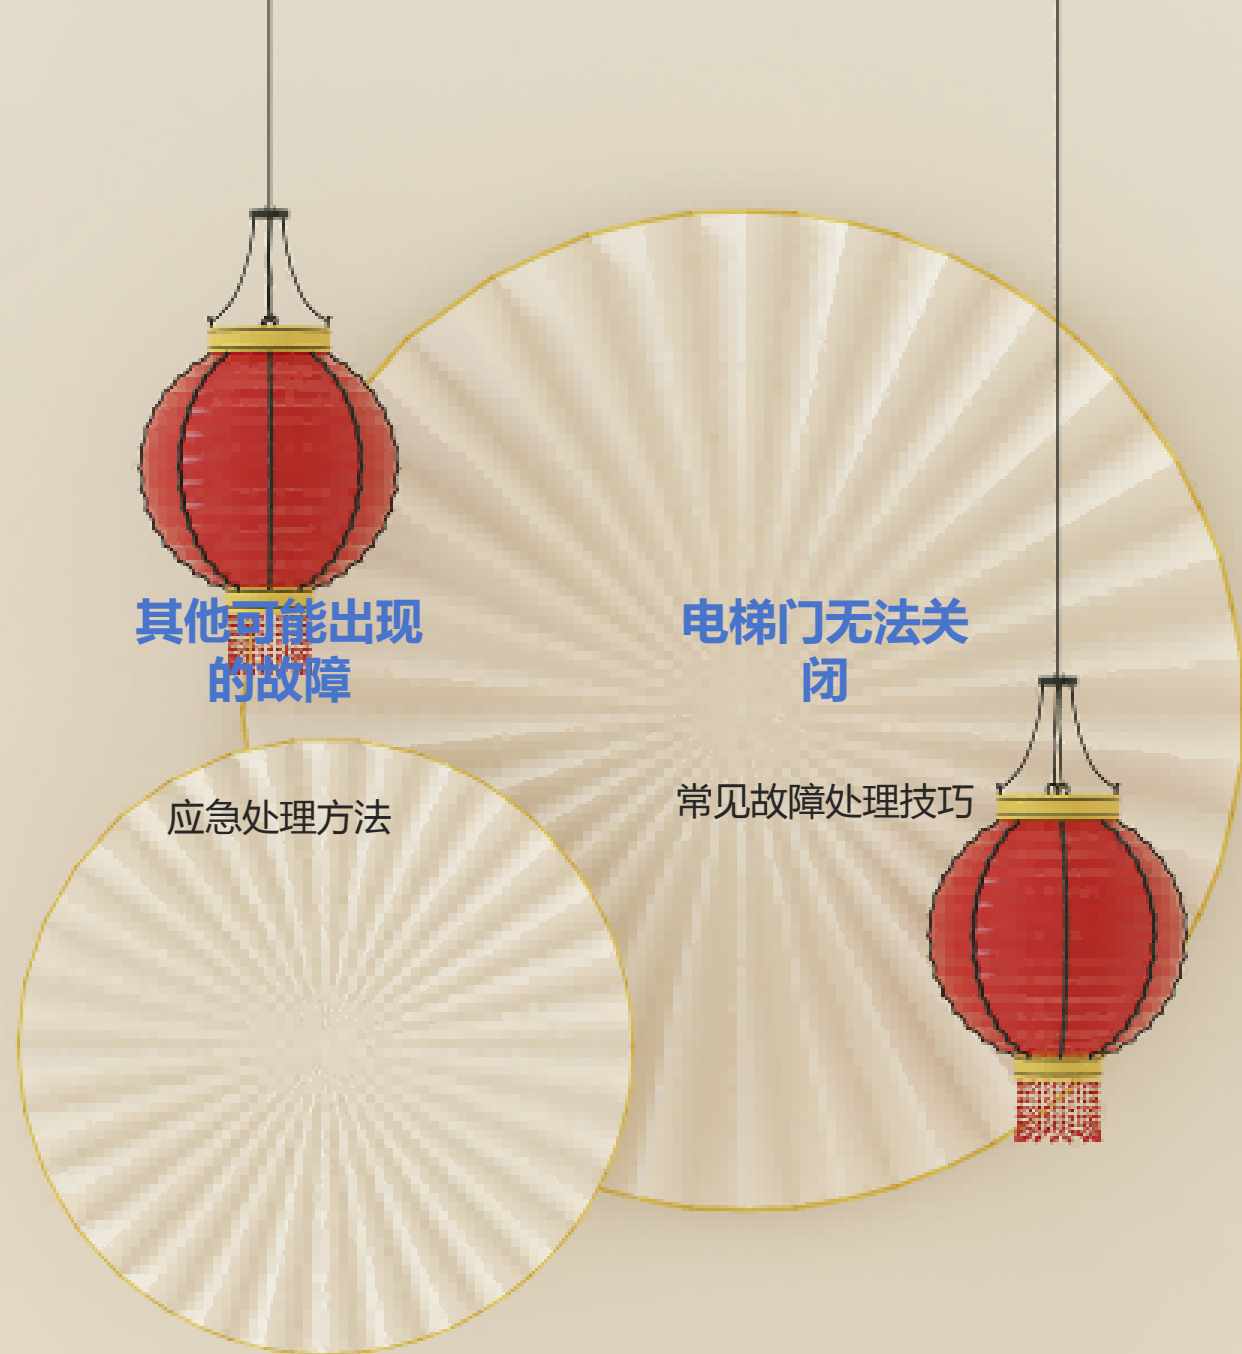 其他可能出现
的故障
应急处理方法
电梯门无法关
闭
常见故障处理技巧